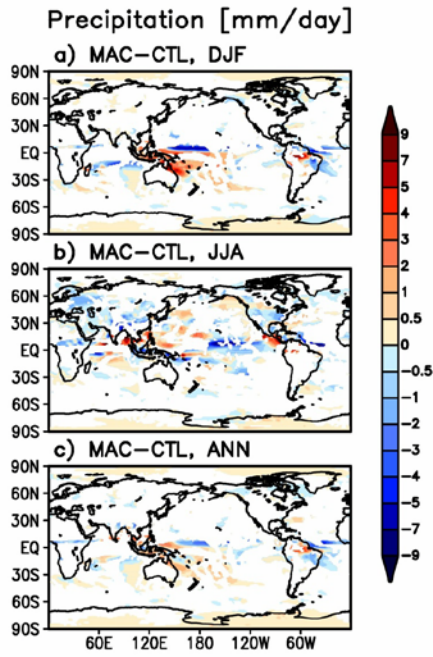 Precipitation [mm/day]
a) MAC-CTL, DJF
90N
60N
30N
EQ
30S
60S
90S
b) MAC-CTL, JJA
90N
60N
30N
EQ
30S
60S
90S
c) MAC-CTL, ANN
90N
60N
30N
EQ
30S
60S
90S
60E 120E 180 120W 60W
9
7
5
4
3
2
1
0.5
0
-0.5
-1
-2
-3
-4
-5
-7
-9